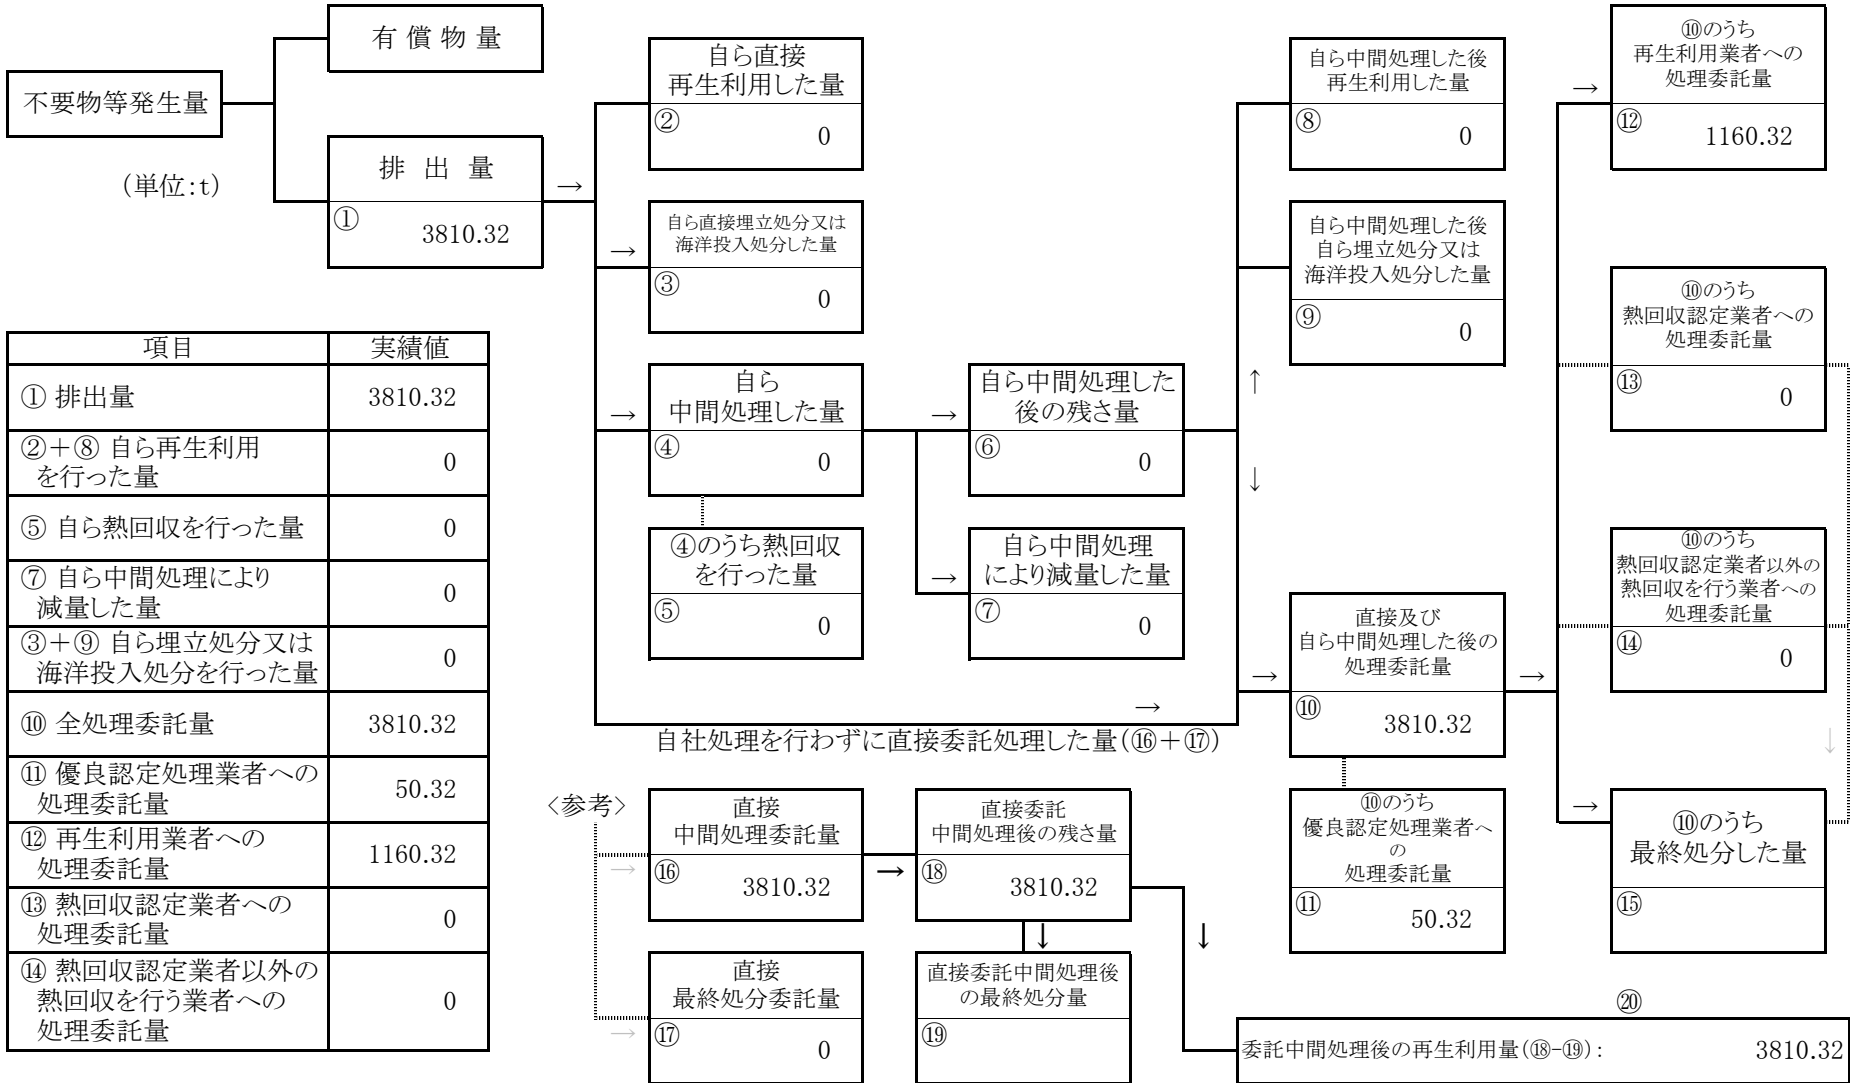 有 償 物 量
不要物等発生量
（単位:t）
排 出 量
→
①
3810.32
自ら直接
再生利用した量
②
0
→
自ら直接埋立処分又は
海洋投入処分した量
③
0
→
自ら
中間処理した量
④
0
④のうち熱回収
を行った量
⑤
0
→
自ら中間処理した
後の残さ量
⑥
0
→
自ら中間処理
により減量した量
⑦
0
↑
↓
自ら中間処理した後
再生利用した量
⑧
0
自ら中間処理した後
自ら埋立処分又は
海洋投入処分した量
⑨
0
→
直接及び
自ら中間処理した後の
処理委託量
⑩
3810.32
⑩のうち
優良認定処理業者へ
の
処理委託量
⑪
50.32
→
→
⑩のうち
再生利用業者への
処理委託量
⑫
1160.32
⑩のうち
熱回収認定業者への
処理委託量
⑬
0
⑩のうち
熱回収認定業者以外の
熱回収を行う業者への
処理委託量
⑭
0
↓
→
⑩のうち
最終処分した量
⑮
→
自社処理を行わずに直接委託処理した量（⑯＋⑰）
項目 実績値
① 排出量 3810.32
②＋⑧ 自ら再生利用
を行った量 0
⑤ 自ら熱回収を行った量 0
⑦ 自ら中間処理により
減量した量 0
③＋⑨ 自ら埋立処分又は
海洋投入処分を行った量 0
⑩ 全処理委託量 3810.32
⑪ 優良認定処理業者への
処理委託量 50.32
⑫ 再生利用業者への
処理委託量 1160.32
⑬ 熱回収認定業者への
処理委託量 0
⑭ 熱回収認定業者以外の
熱回収を行う業者への
処理委託量 0
〈参考〉
→
直接
中間処理委託量
⑯
3810.32
→
直接委託
中間処理後の残さ量
⑱
3810.32
↓
↓
→
直接
最終処分委託量
⑰
0
直接委託中間処理後
の最終処分量
⑲
⑳
委託中間処理後の再生利用量（⑱-⑲）: 3810.32